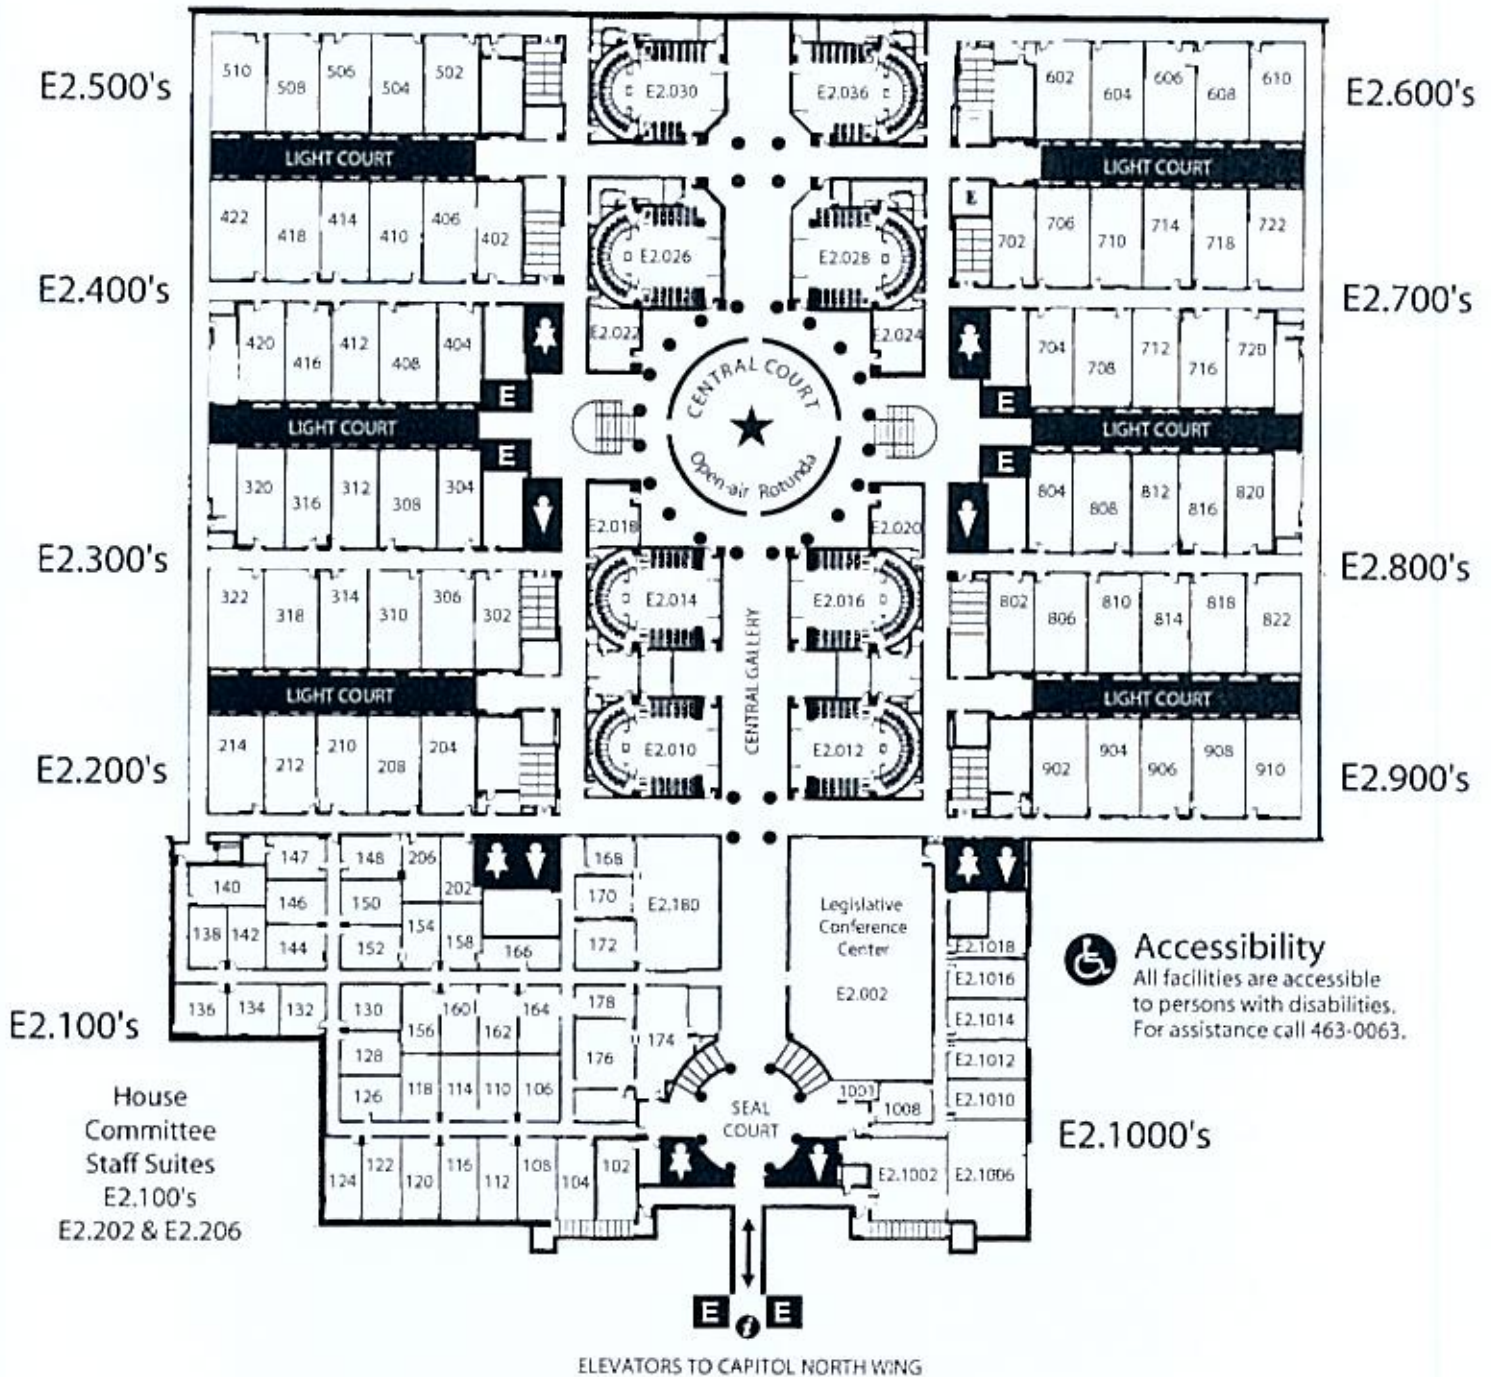 E2.500's
510
508
506
504
502
E2.030
E2.036
602
604
606
608
610
E2.600's
LIGHT COURT
LIGHT COURT
422
418
414
410
406
402
E2.026
E2.028
E
702
706
710
714
718
722
E2.400's
E2.700's
420
416
412
408
404
E2.022
E2.024
704
708
712
716
720
E
E
LIGHT COURT
CENTRAL COURT
Open-air Rotunda
LIGHT COURT
E
E
320
316
312
308
304
E2.018
E2.020
804
808
812
816
820
E2.300's
E2.800's
322
318
314
310
306
302
E2.014
E2.016
802
806
810
814
818
822
CENTRAL GALLERY
LIGHT COURT
LIGHT COURT
214
212
210
208
204
E2.010
E2.012
902
904
906
908
910
E2.200's
E2.900's
147
148
206
168
140
202
146
150
170
E2.180
Legislative
Conference
Center
E2.002
138
142
144
152
154
158
166
172
E2.1018
E2.1016
E2.1014
E2.1012
E2.1010
Accessibility
All facilities are accessible
to persons with disabilities.
For assistance call 463-0063.
E2.100's
136
134
132
130
156
160
162
164
178
174
128
176
126
118
114
110
106
1001
1008
SEAL
COURT
E2.1000's
House
Committee
Staff Suites
E2.100's
E2.202 & E2.206
124
122
120
116
112
108
104
102
E2.1002
E2.1006
E
E
ELEVATORS TO CAPITOL NORTH WING